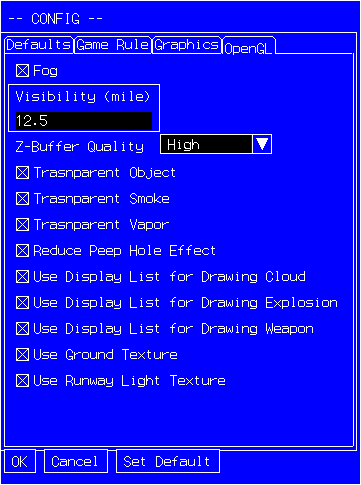 -- CONFIG --
Defaults Game Rule Graphics OpenGL
Fog
Visibility (mile)
12.5
Z-Buffer Quality High
Trasnparent Object
Trasnparent Smoke
Trasnparent Vapor
Reduce Peep Hole Effect
Use Display List for Drawing Cloud
Use Display List for Drawing Explosion
Use Display List for Drawing Weapon
Use Ground Texture
Use Runway Light Texture
OK Cancel Set Default